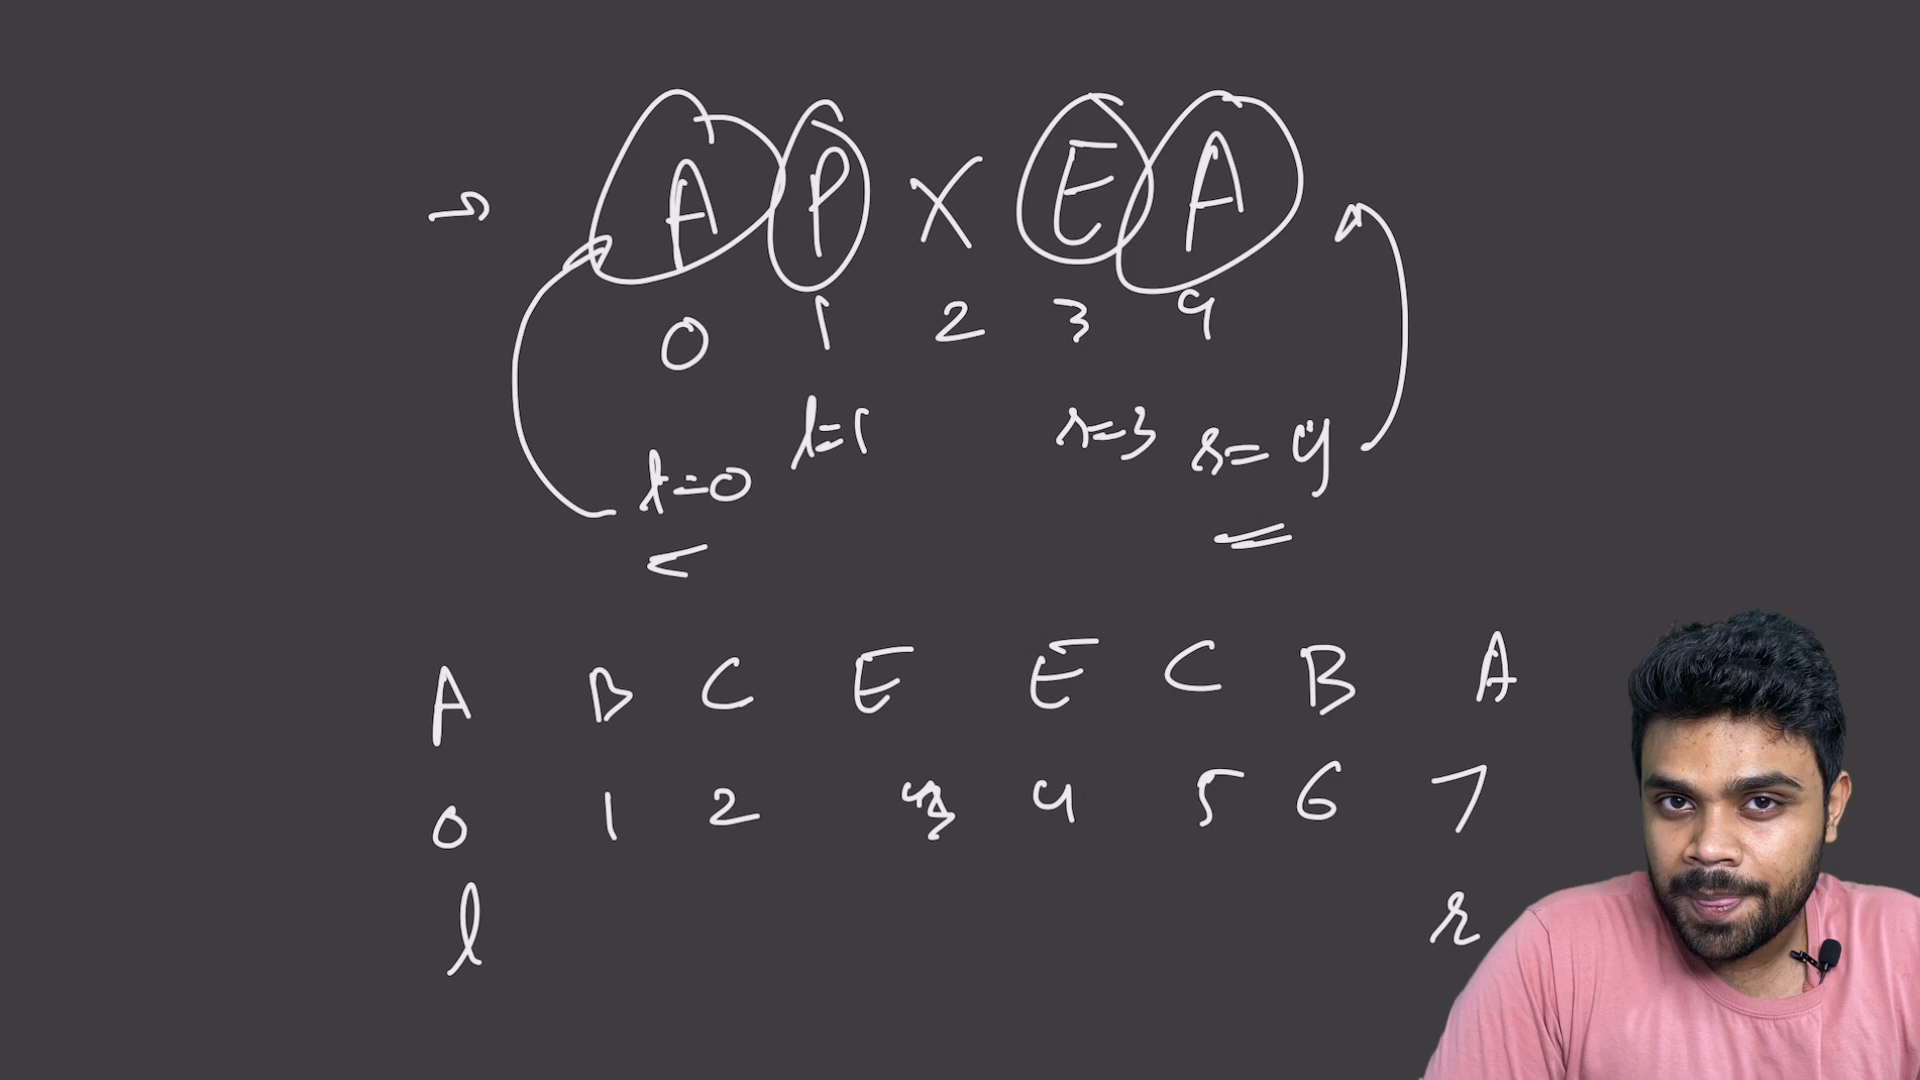 → A P X E A
0 1 2 3 4
l=1 r=3
l=0 r=4
A B C E E C B A
0 1 2 3 4 5 6 7
l r